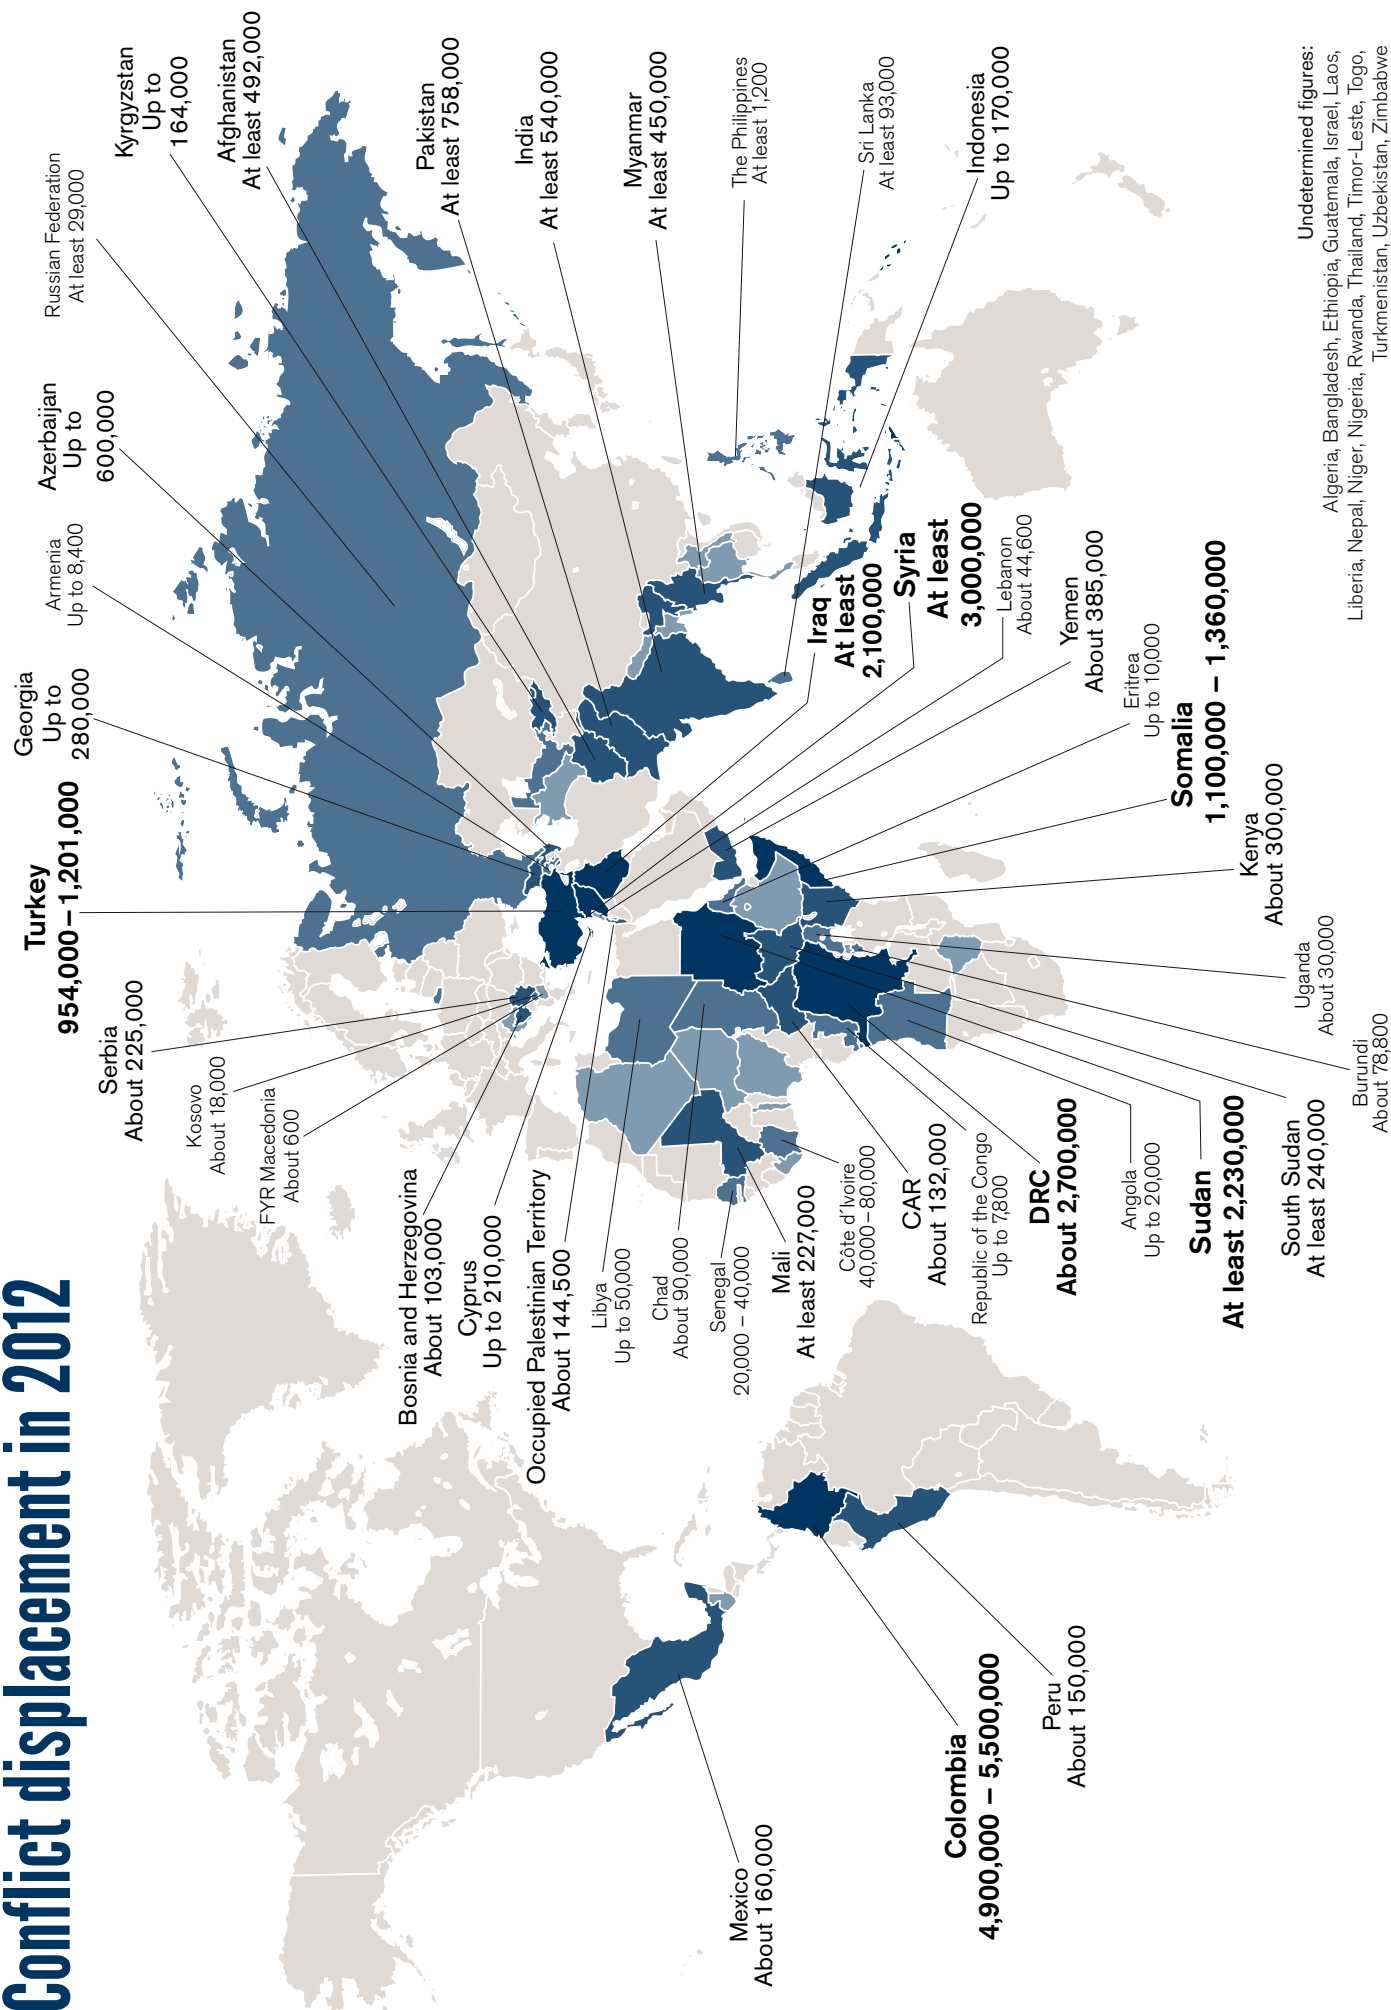 Conflict displacement in 2012
Turkey
954,000 – 1,201,000
Georgia
Up to
280,000
Armenia
Up to 8,400
Azerbaijan
Up to
600,000
Russian Federation
At least 29,000
Kyrgyzstan
Up to
164,000
Afghanistan
At least 492,000
Pakistan
At least 758,000
India
At least 540,000
Myanmar
At least 450,000
The Philippines
At least 1,200
Sri Lanka
At least 93,000
Indonesia
Up to 170,000
Serbia
About 225,000
Kosovo
About 18,000
FYR Macedonia
About 600
Bosnia and Herzegovina
About 103,000
Cyprus
Up to 210,000
Occupied Palestinian Territory
About 144,500
Libya
Up to 50,000
Chad
About 90,000
Senegal
20,000 – 40,000
Mali
At least 227,000
Côte d´Ivoire
40,000 – 80,000
CAR
About 132,000
Republic of the Congo
Up to 7,800
DRC
About 2,700,000
Angola
Up to 20,000
Sudan
At least 2,230,000
South Sudan
At least 240,000
Burundi
About 78,800
Uganda
About 30,000
Kenya
About 300,000
Somalia
1,100,000 – 1,360,000
Eritrea
Up to 10,000
Yemen
About 385,000
Lebanon
About 44,600
Syria
At least
3,000,000
Iraq
At least
2,100,000
Mexico
About 160,000
Colombia
4,900,000 – 5,500,000
Peru
About 150,000
Undetermined figures:
Algeria, Bangladesh, Ethiopia, Guatemala, Israel, Laos,
Liberia, Nepal, Niger, Nigeria, Rwanda, Thailand, Timor-Leste, Togo,
Turkmenistan, Uzbekistan, Zimbabwe